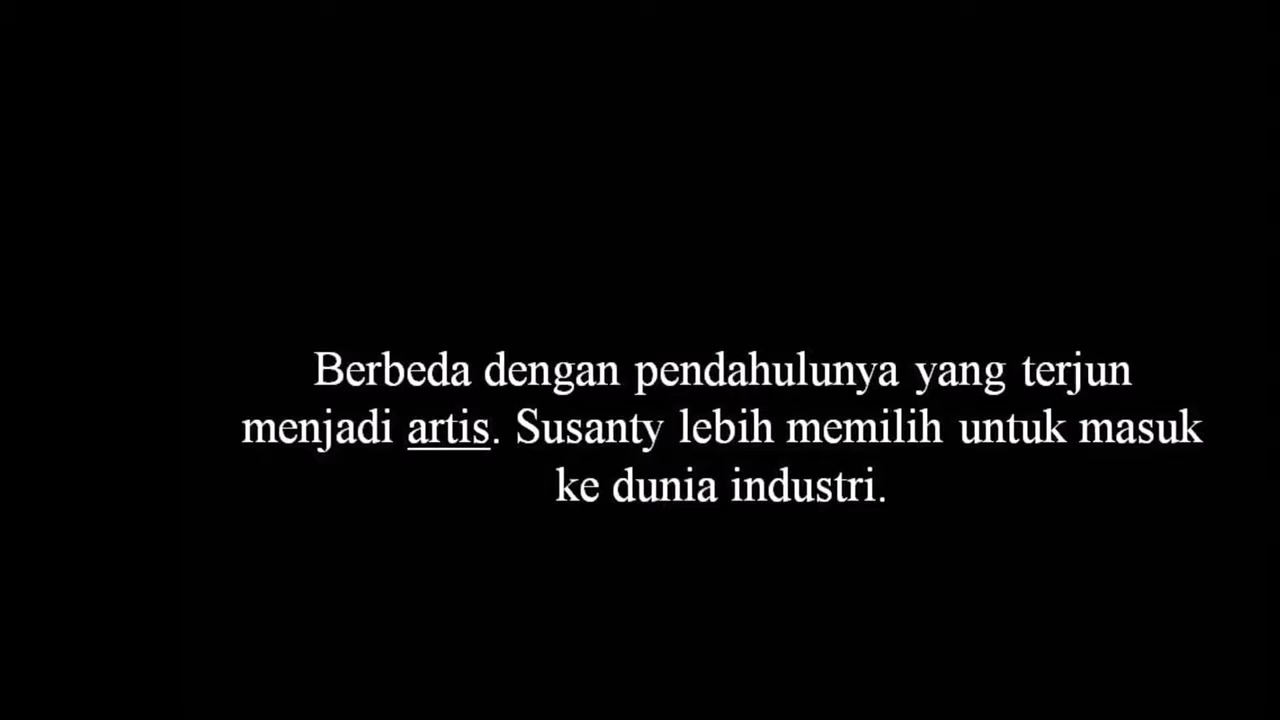 Berbeda dengan pendahulunya yang terjun
menjadi artis. Susanty lebih memilih untuk masuk
ke dunia industri.